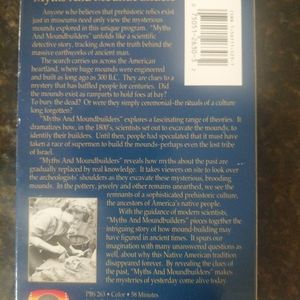 Anyone who believes that prehistoric relics exist
just in museums need only view the mysterious
mounds explored in this unique program. "Myths
And Moundbuilders" unfolds like a scientific
detective story, tracking down the truth behind the
massive earthworks of ancient man.
The search carries us across the American
heartland, where huge mounds were engineered
and built as long ago as 300 B.C. They are clues to a
mystery that has baffled people for centuries. Did
the mounds exist as ramparts to hold foes at bay?
To bury the dead? Or were they simply ceremonial-the rituals of a culture
long forgotten?
"Myths And Moundbuilders" explores a fascinating range of theories. It
dramatizes how, in the 1800's, scientists set out to excavate the mounds, to
identify their builders. Until then, people had speculated that it must have
taken a race of supermen to build the mounds-perhaps even the lost tribe
of Israel.
"Myths And Moundbuilders" reveals how myths about the past are
gradually replaced by real knowledge. It takes viewers on site to look over
the archeologists' shoulders as they excavate these mysterious, brooding
mounds. In the pottery, jewelry and other remains unearthed, we see the
remnants of a sophisticated prehistoric culture,
the ancestors of America's native people.
With the guidance of modern scientists,
"Myths And Moundbuilders" pieces together the
intriguing story of how mound-building may
have figured in ancient times. It spurs our
imagination with many unanswered questions as
well, about why this Native American tradition
disappeared forever. By revealing the clues of
the past, "Myths And Moundbuilders" makes
the mysteries of yesterday come alive today.
PBS 263 • Color • 58 Minutes